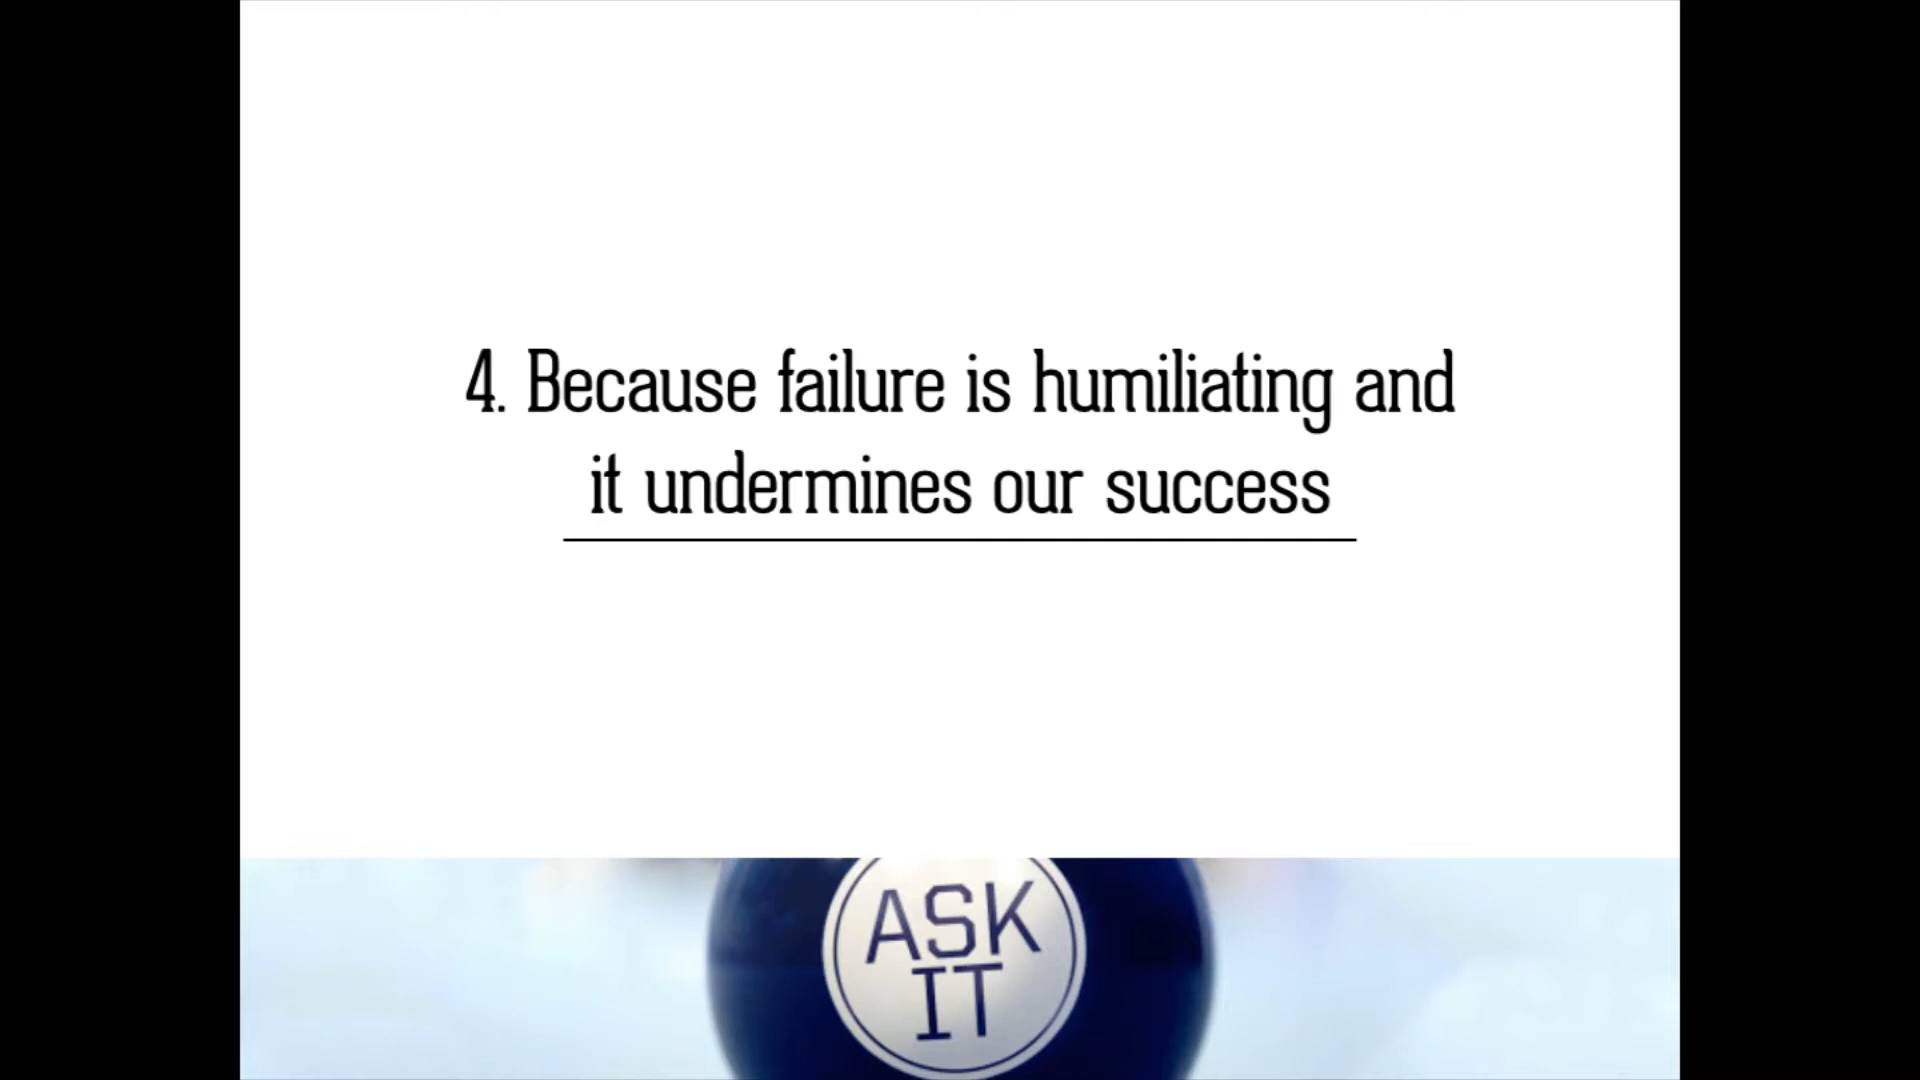 4. Because failure is humiliating and
it undermines our success
ASK
IT